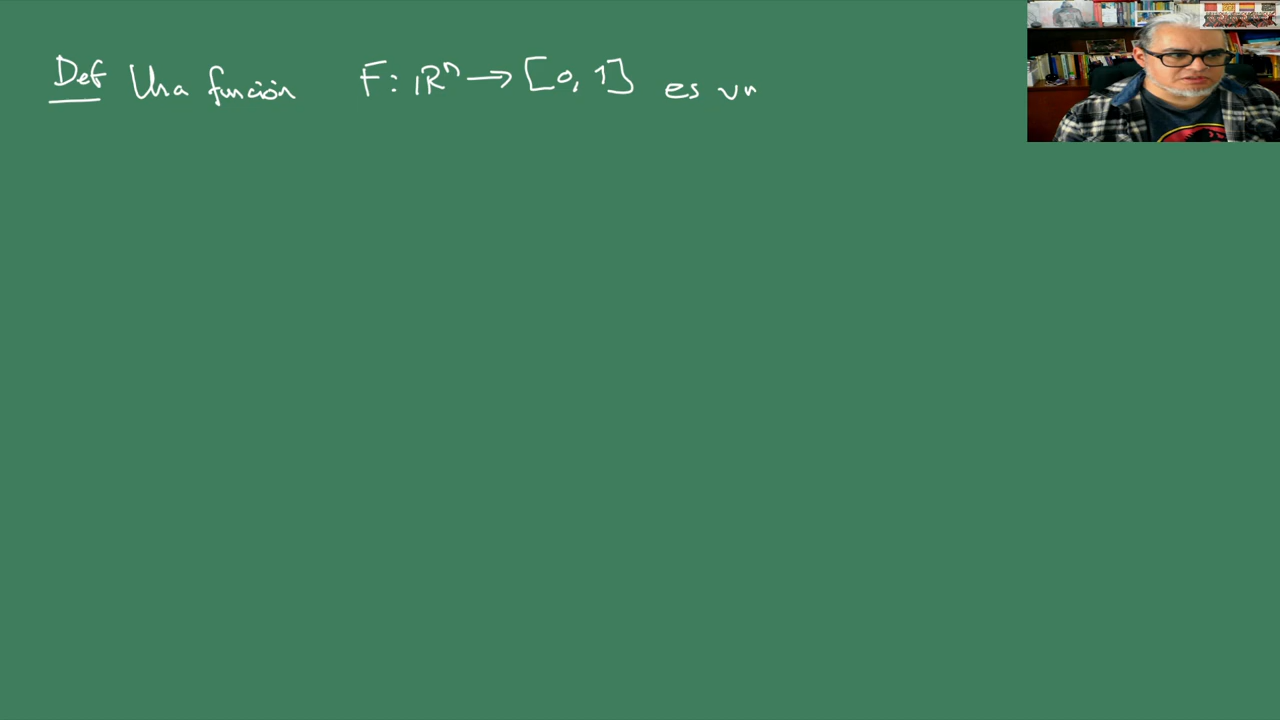 Def Una función F: ℝⁿ → [0, 1] es un